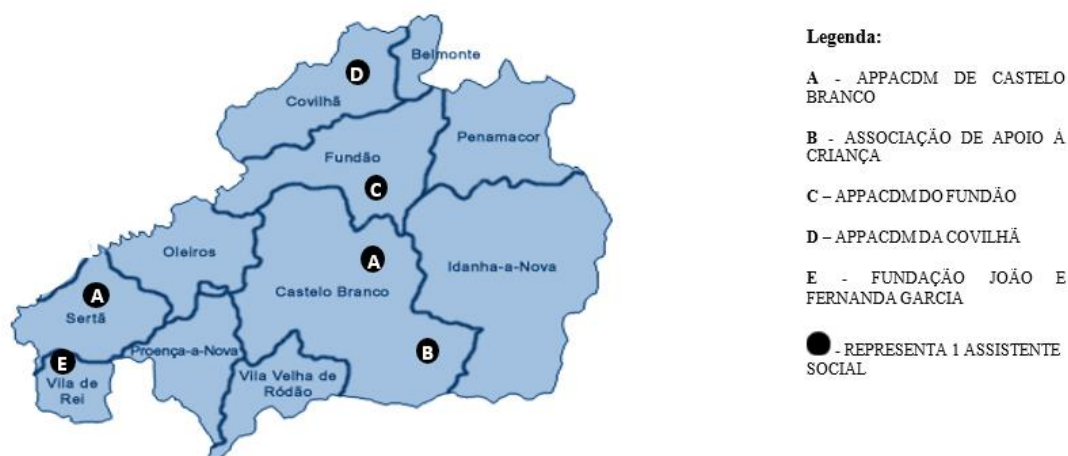 Belmonte
D
Covilhã
Penamacor
Fundão
C
Oleiros
A
Idanha-a-Nova
Castelo Branco
A
Sertã
B
E
Proença-a-Nova
Vila de
Rei
Vila Velha de
Ródão
Legenda:
A - APPACDM DE CASTELO
BRANCO
B - ASSOCIAÇÃO DE APOIO À
CRIANÇA
C – APPACDM DO FUNDÃO
D – APPACDM DA COVILHÃ
E - FUNDAÇÃO JOÃO E
FERNANDA GARCIA
- REPRESENTA 1 ASSISTENTE
SOCIAL